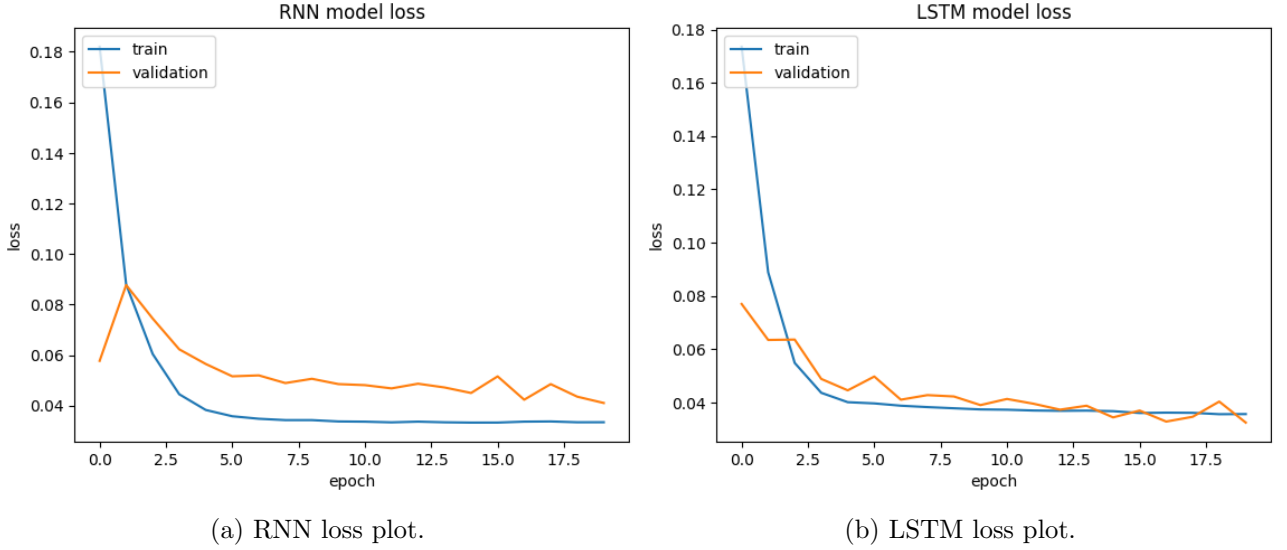 RNN model loss
train
validation
0.18
0.16
0.14
0.12
0.10
0.08
0.06
0.04
loss
0.0 2.5 5.0 7.5 10.0 12.5 15.0 17.5
epoch
(a) RNN loss plot.
LSTM model loss
train
validation
0.18
0.16
0.14
0.12
0.10
0.08
0.06
0.04
loss
0.0 2.5 5.0 7.5 10.0 12.5 15.0 17.5
epoch
(b) LSTM loss plot.